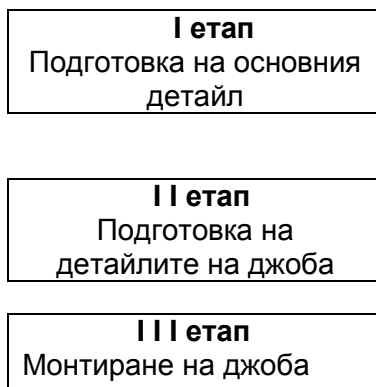 I етап
Подготовка на основния
детайл
I I етап
Подготовка на
детайлите на джоба
I I I етап
Монтиране на джоба